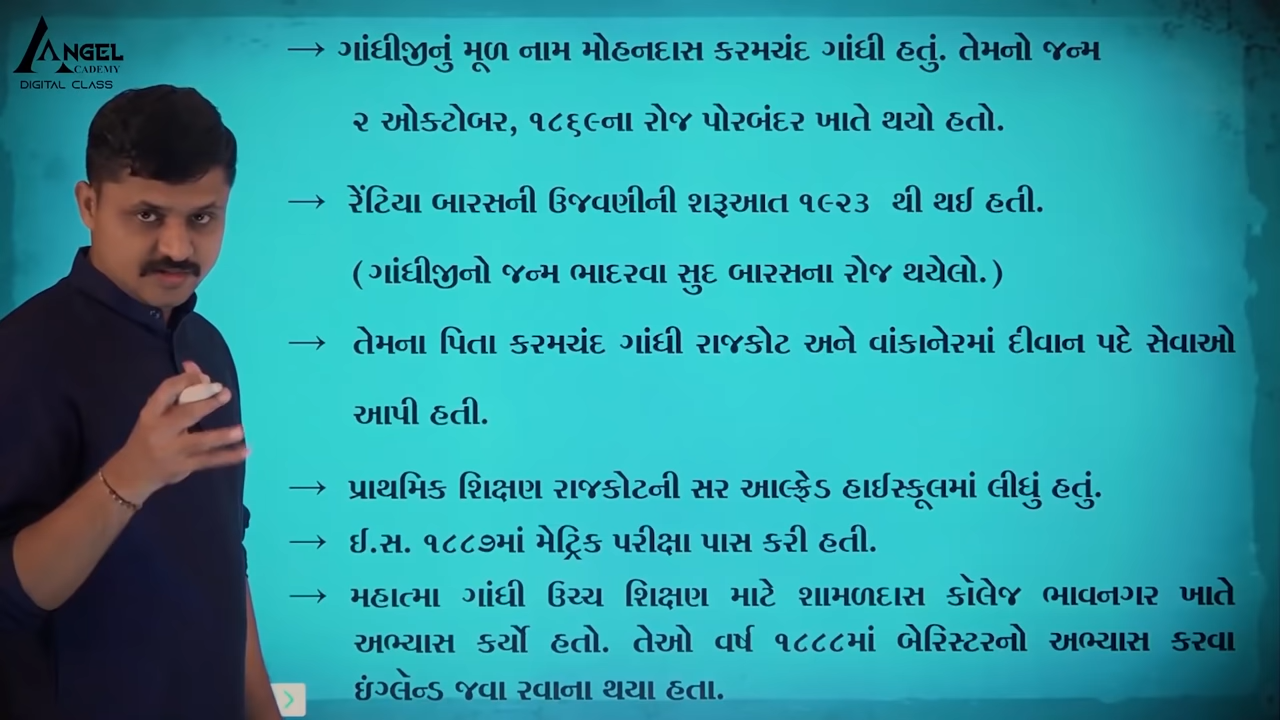 ANGEL
ACADEMY
DIGITAL CLASS
→ ગાંધીજીનું મૂળ નામ મોહનદાસ કરમચંદ ગાંધી હતું. તેમનો જન્મ
૨ ઓક્ટોબર, ૧૮૬૯ના રોજ પોરબંદર ખાતે થયો હતો.
→ રેંટિયા બારસની ઉજવણીની શરૂઆત ૧૯૨૩ થી થઈ હતી.
(ગાંધીજીનો જન્મ ભાદરવા સુદ બારસના રોજ થયેલો.)
→ તેમના પિતા કરમચંદ ગાંધી રાજકોટ અને વાંકાનેરમાં દીવાન પદે સેવાઓ
આપી હતી.
→ પ્રાથમિક શિક્ષણ રાજકોટની સર આલ્ફ્રેડ હાઈસ્કૂલમાં લીધું હતું.
→ ઈ.સ. ૧૮૮૭માં મેટ્રિક પરીક્ષા પાસ કરી હતી.
→ મહાત્મા ગાંધી ઉચ્ચ શિક્ષણ માટે શામળદાસ કૉલેજ ભાવનગર ખાતે
અભ્યાસ કર્યો હતો. તેઓ વર્ષ ૧૮૮૮માં બેરિસ્ટરનો અભ્યાસ કરવા
ઇંગ્લેન્ડ જવા રવાના થયા હતા.